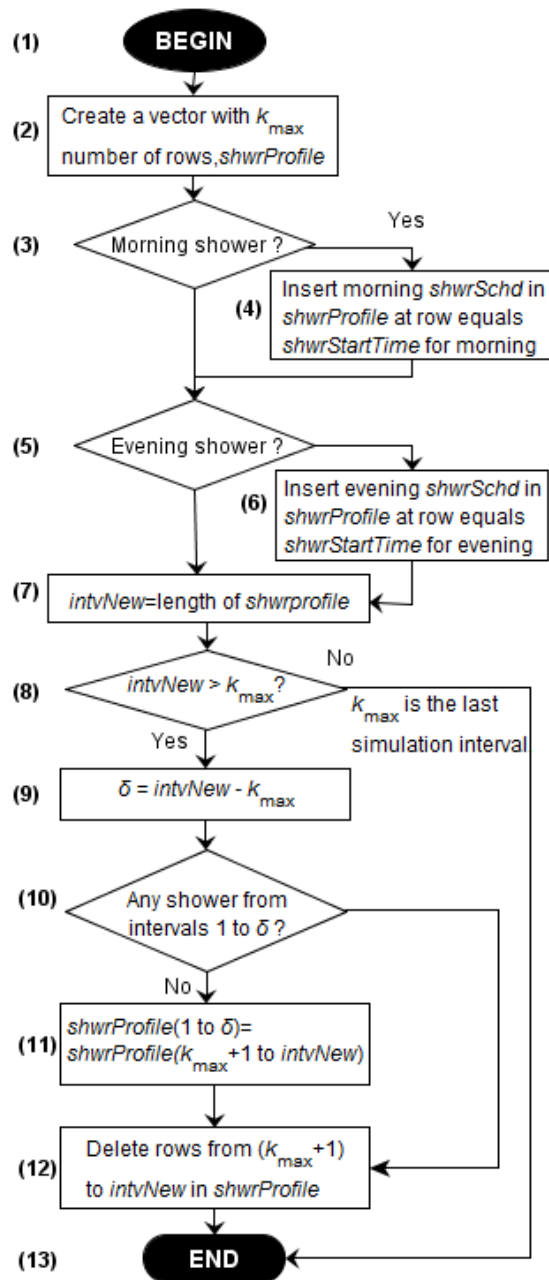 (1)
BEGIN
(2)
Create a vector with kmax
number of rows,shwrProfile
(3)
Morning shower ?
Yes
(4)
Insert morning shwrSchd in
shwrProfile at row equals
shwrStartTime for morning
(5)
Evening shower ?
(6)
Insert evening shwrSchd in
shwrProfile at row equals
shwrStartTime for evening
(7)
intvNew=length of shwrprofile
(8)
intvNew > kmax?
No
kmax is the last
simulation interval
Yes
(9)
δ = intvNew - kmax
(10)
Any shower from
intervals 1 to δ ?
No
(11)
shwrProfile(1 to δ)=
shwrProfile(kmax+1 to intvNew)
(12)
Delete rows from (kmax+1)
to intvNew in shwrProfile
(13)
END